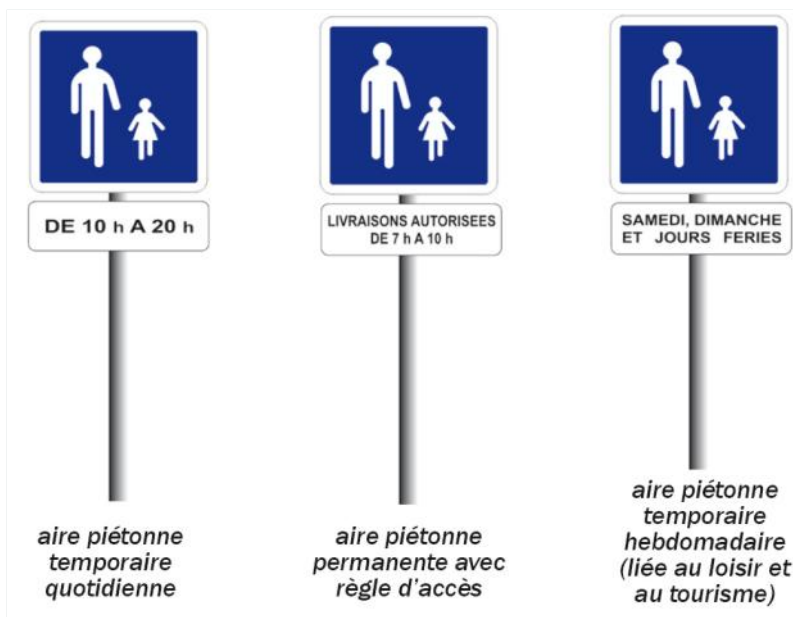 DE 10 h A 20 h
aire piétonne
temporaire
quotidienne
LIVRAISONS AUTORISEES
DE 7 h A 10 h
aire piétonne
permanente avec
règle d'accès
SAMEDI, DIMANCHE
ET JOURS FERIES
aire piétonne
temporaire
hebdomadaire
(liée au loisir et
au tourisme)